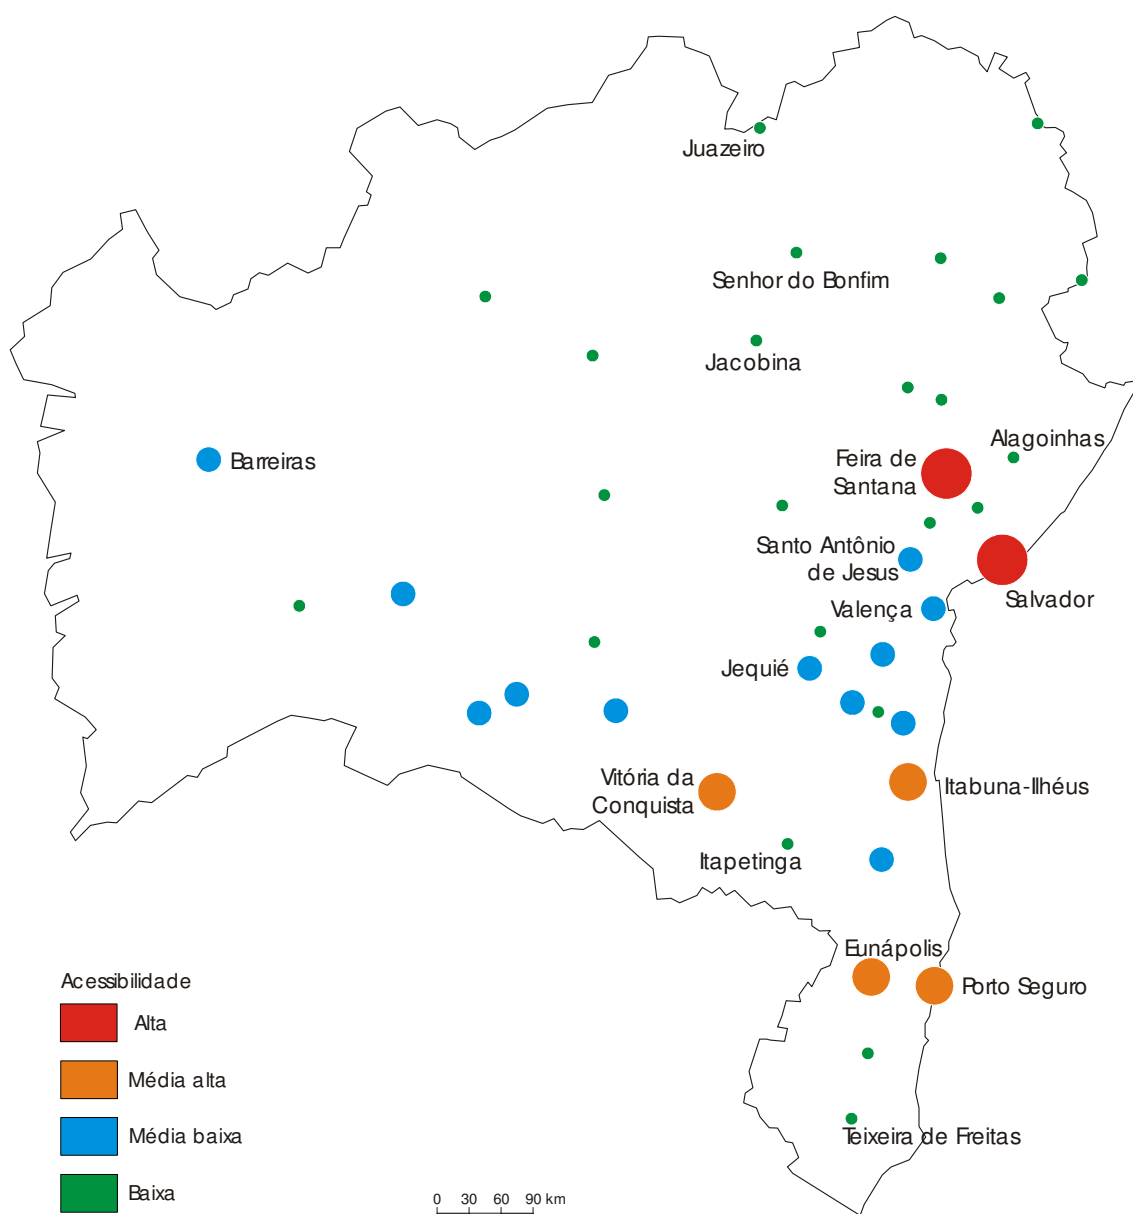 Juazeiro
Senhor do Bonfim
Jacobina
Alagoinhas
Barreiras
Feira de
Santana
Santo Antônio
de Jesus
Salvador
Valença
Jequié
Vitória da
Conquista
Itabuna-Ilhéus
Itapetinga
Eunápolis
Porto Seguro
Teixeira de Freitas
Acessibilidade
Alta
Média alta
Média baixa
Baixa
0 30 60 90 km